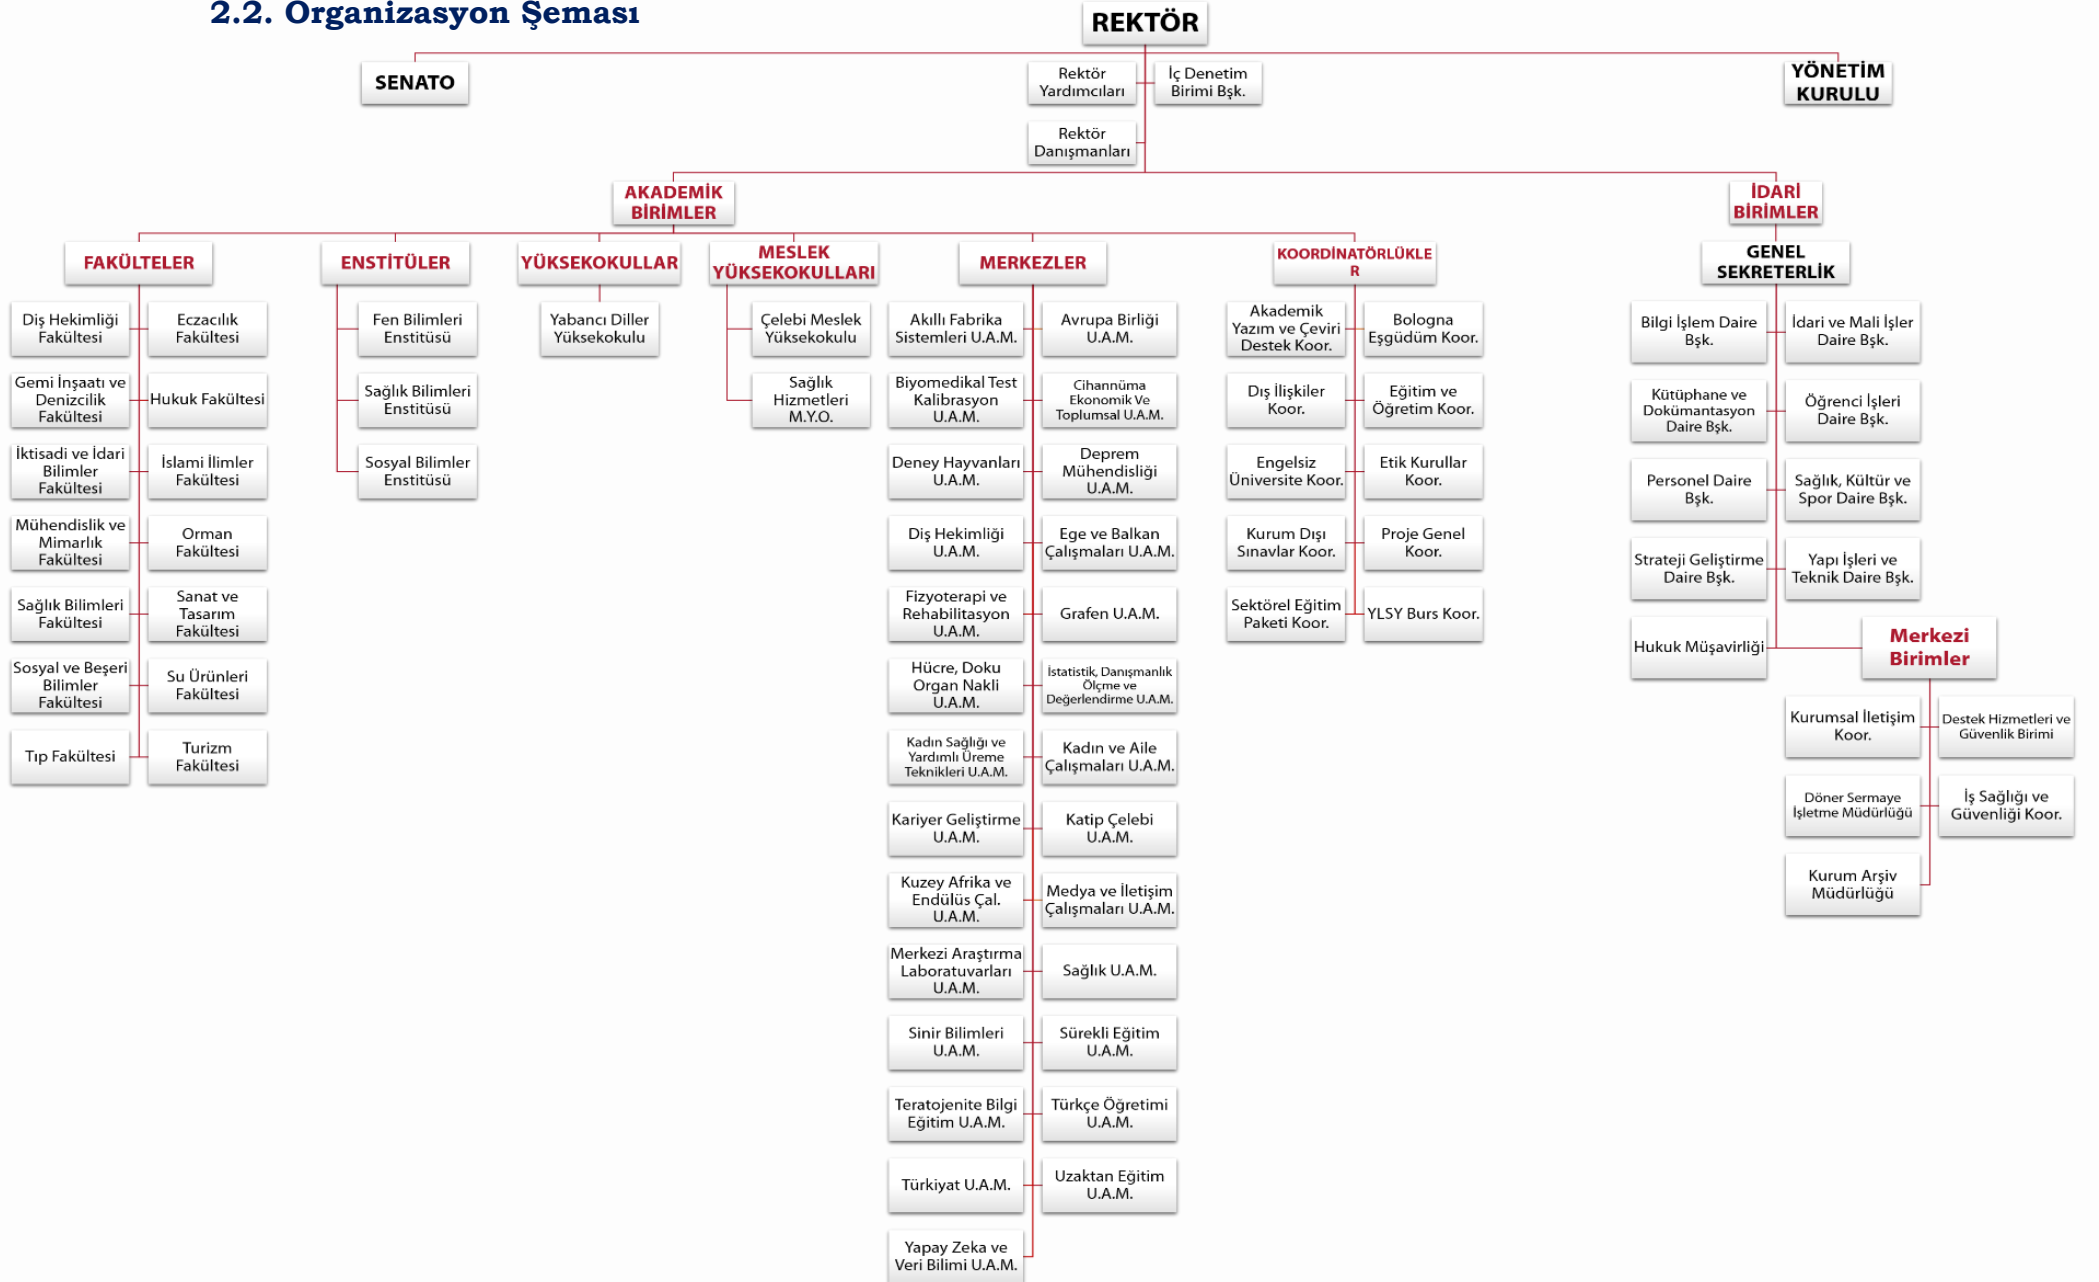 2.2. Organizasyon Şeması
REKTÖR
SENATO
Rektör
Yardımcıları
İç Denetim
Birimi Bşk.
YÖNETİM
KURULU
Rektör
Danışmanları
AKADEMİK
BİRİMLER
İDARİ
BİRİMLER
FAKÜLTELER
Diş Hekimliği
Fakültesi
Eczacılık
Fakültesi
Gemi İnşaatı ve
Denizcilik
Fakültesi
Hukuk Fakültesi
İktisadi ve İdari
Bilimler
Fakültesi
İslami İlimler
Fakültesi
Mühendislik ve
Mimarlık
Fakültesi
Orman
Fakültesi
Sağlık Bilimleri
Fakültesi
Sanat ve
Tasarım
Fakültesi
Sosyal ve Beşeri
Bilimler
Fakültesi
Su Ürünleri
Fakültesi
Tıp Fakültesi
Turizm
Fakültesi
ENSTİTÜLER
Fen Bilimleri
Enstitüsü
Sağlık Bilimleri
Enstitüsü
Sosyal Bilimler
Enstitüsü
YÜKSEKOKULLAR
Yabancı Diller
Yüksekokulu
MESLEK
YÜKSEKOKULLARI
Çelebi Meslek
Yüksekokulu
Sağlık
Hizmetleri
M.Y.O.
MERKEZLER
Akıllı Fabrika
Sistemleri U.A.M.
Avrupa Birliği
U.A.M.
Biyomedikal Test
Kalibrasyon
U.A.M.
Cihannüma
Ekonomik Ve
Toplumsal U.A.M.
Deney Hayvanları
U.A.M.
Deprem
Mühendisliği
U.A.M.
Diş Hekimliği
U.A.M.
Ege ve Balkan
Çalışmaları U.A.M.
Fizyoterapi ve
Rehabilitasyon
U.A.M.
Grafen U.A.M.
Hücre, Doku
Organ Nakli
U.A.M.
İstatistik, Danışmanlık
Ölçme ve
Değerlendirme U.A.M.
Kadın Sağlığı ve
Yardımlı Üreme
Teknikleri U.A.M.
Kadın ve Aile
Çalışmaları U.A.M.
Kariyer Geliştirme
U.A.M.
Katip Çelebi
U.A.M.
Kuzey Afrika ve
Endülüs Çal.
U.A.M.
Medya ve İletişim
Çalışmaları U.A.M.
Merkezi Araştırma
Laboratuvarları
U.A.M.
Sağlık U.A.M.
Sinir Bilimleri
U.A.M.
Sürekli Eğitim
U.A.M.
Teratojenite Bilgi
Eğitim U.A.M.
Türkçe Öğretimi
U.A.M.
Türkiyat U.A.M.
Uzaktan Eğitim
U.A.M.
Yapay Zeka ve
Veri Bilimi U.A.M.
KOORDİNATÖRLÜKLE
R
Akademik
Yazım ve Çeviri
Destek Koor.
Bologna
Eşgüdüm Koor.
Dış İlişkiler
Koor.
Eğitim ve
Öğretim Koor.
Engelsiz
Üniversite Koor.
Etik Kurullar
Koor.
Kurum Dışı
Sınavlar Koor.
Proje Genel
Koor.
Sektörel Eğitim
Paketi Koor.
YLSY Burs Koor.
GENEL
SEKRETERLİK
Bilgi İşlem Daire
Bşk.
İdari ve Mali İşler
Daire Bşk.
Kütüphane ve
Dokümantasyon
Daire Bşk.
Öğrenci İşleri
Daire Bşk.
Personel Daire
Bşk.
Sağlık, Kültür ve
Spor Daire Bşk.
Strateji Geliştirme
Daire Bşk.
Yapı İşleri ve
Teknik Daire Bşk.
Hukuk Müşavirliği
Merkezi
Birimler
Kurumsal İletişim
Koor.
Destek Hizmetleri ve
Güvenlik Birimi
Döner Sermaye
İşletme Müdürlüğü
İş Sağlığı ve
Güvenliği Koor.
Kurum Arşiv
Müdürlüğü